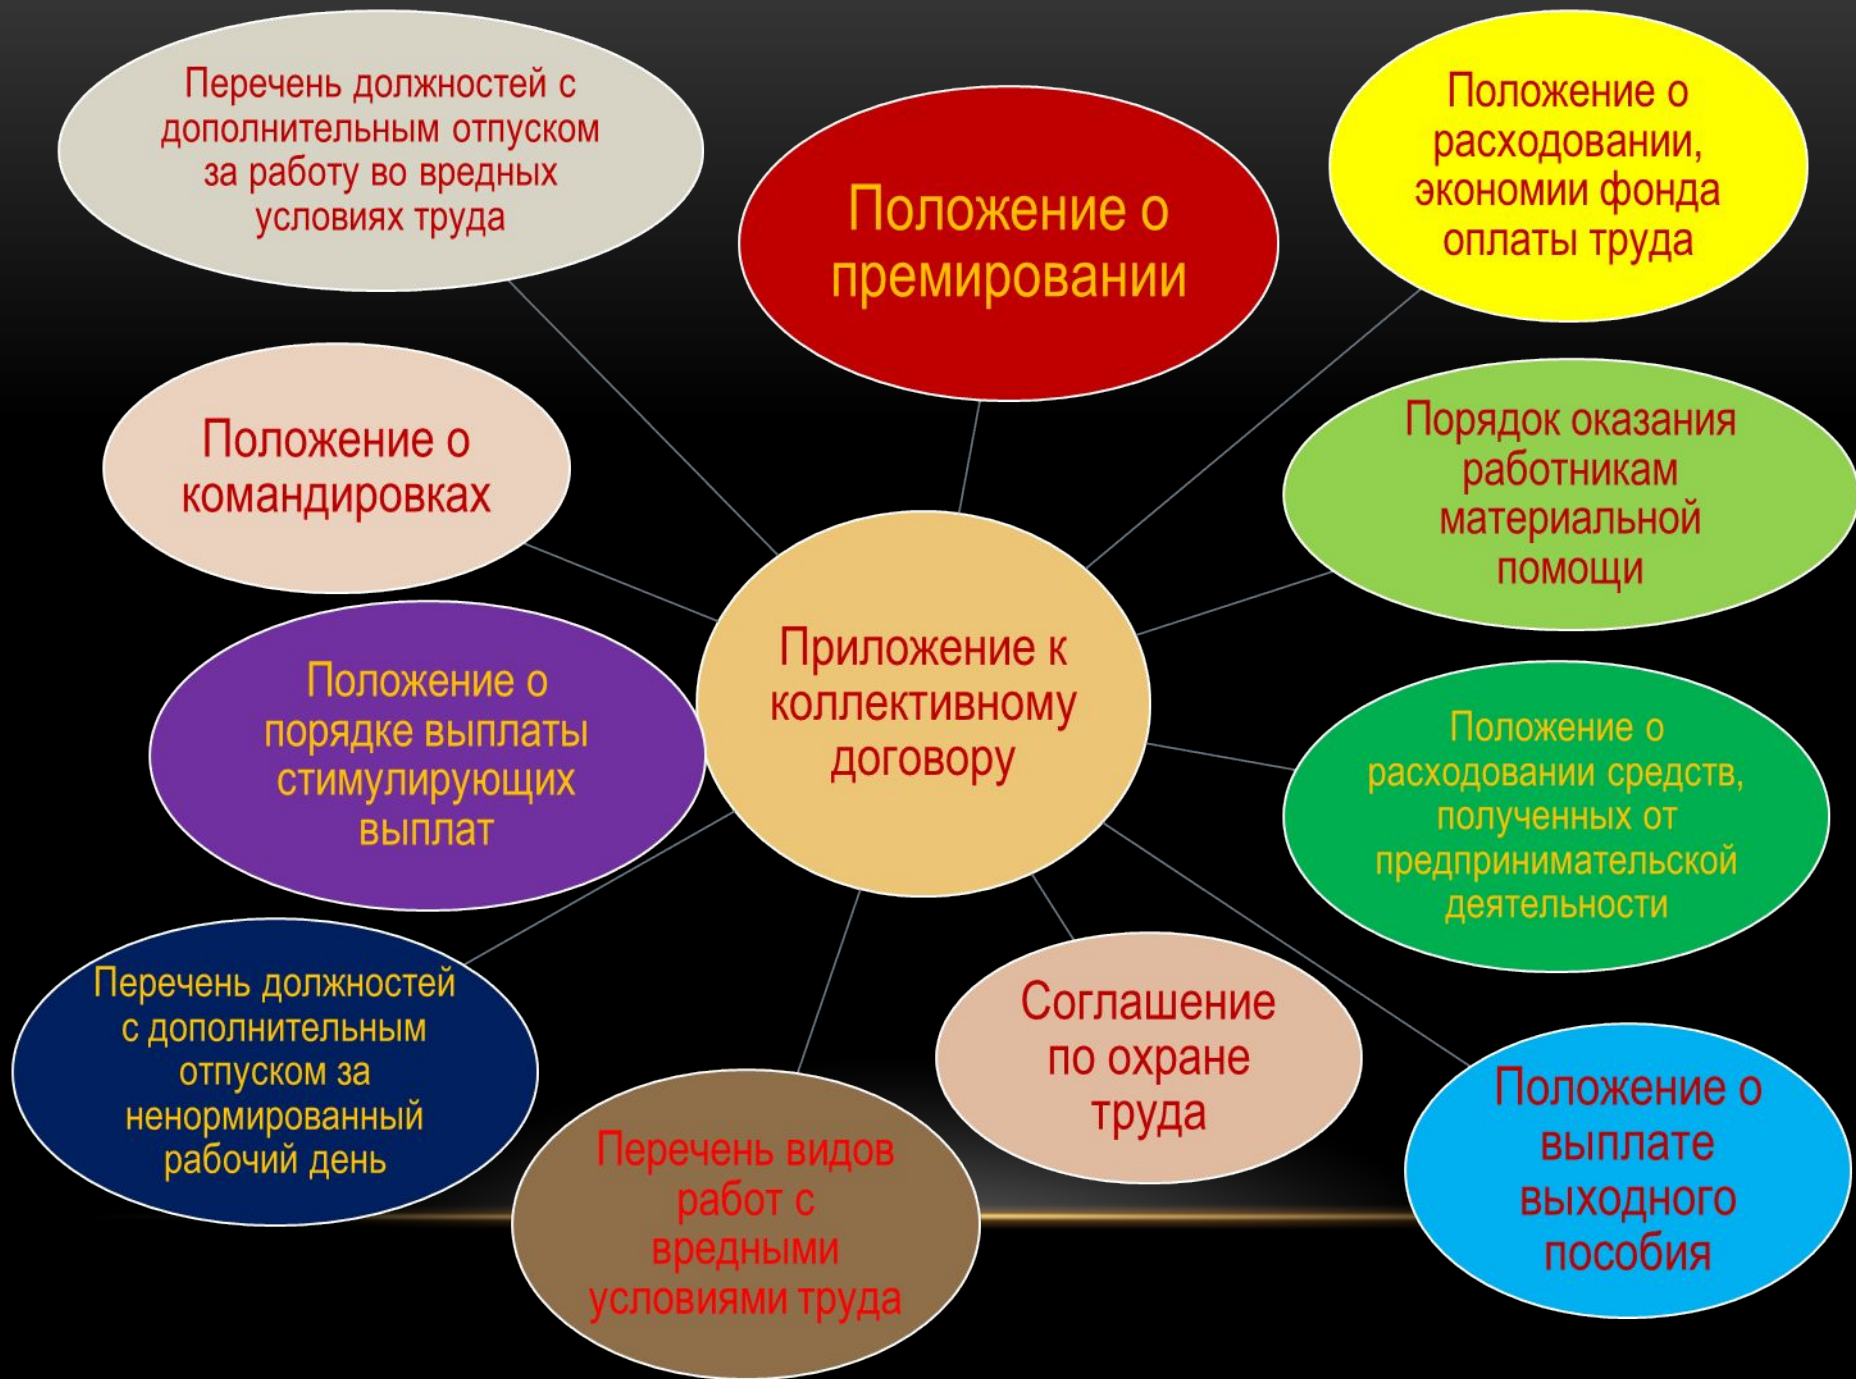 Перечень должностей с
дополнительным отпуском
за работу во вредных
условиях труда
Положение о
премировании
Положение о
расходовании,
экономии фонда
оплаты труда
Положение о
командировках
Порядок оказания
работникам
материальной
помощи
Приложение к
коллективному
договору
Положение о
порядке выплаты
стимулирующих
выплат
Положение о
расходовании средств,
полученных от
предпринимательской
деятельности
Перечень должностей
с дополнительным
отпуском за
ненормированный
рабочий день
Перечень видов
работ с
вредными
условиями труда
Соглашение
по охране
труда
Положение о
выплате
выходного
пособия